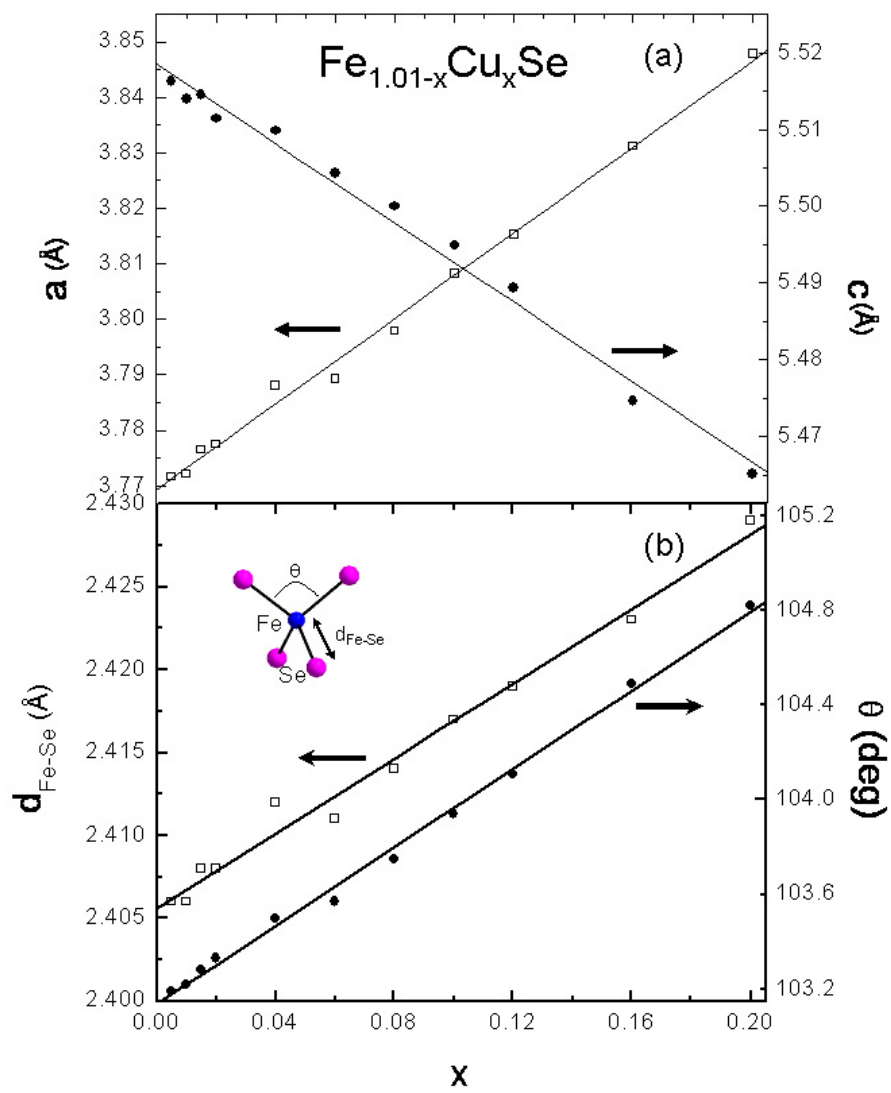 Fe1.01-xCuxSe
(a)
3.85
3.84
3.83
3.82
3.81
3.80
3.79
3.78
3.77
a (Å)
5.52
5.51
5.50
5.49
5.48
5.47
c (Å)
(b)
2.430
2.425
2.420
2.415
2.410
2.405
2.400
dFe-Se (Å)
θ
Fe
dFe-Se
Se
105.2
104.8
104.4
104.0
103.6
103.2
θ (deg)
0.00 0.04 0.08 0.12 0.16 0.20
x